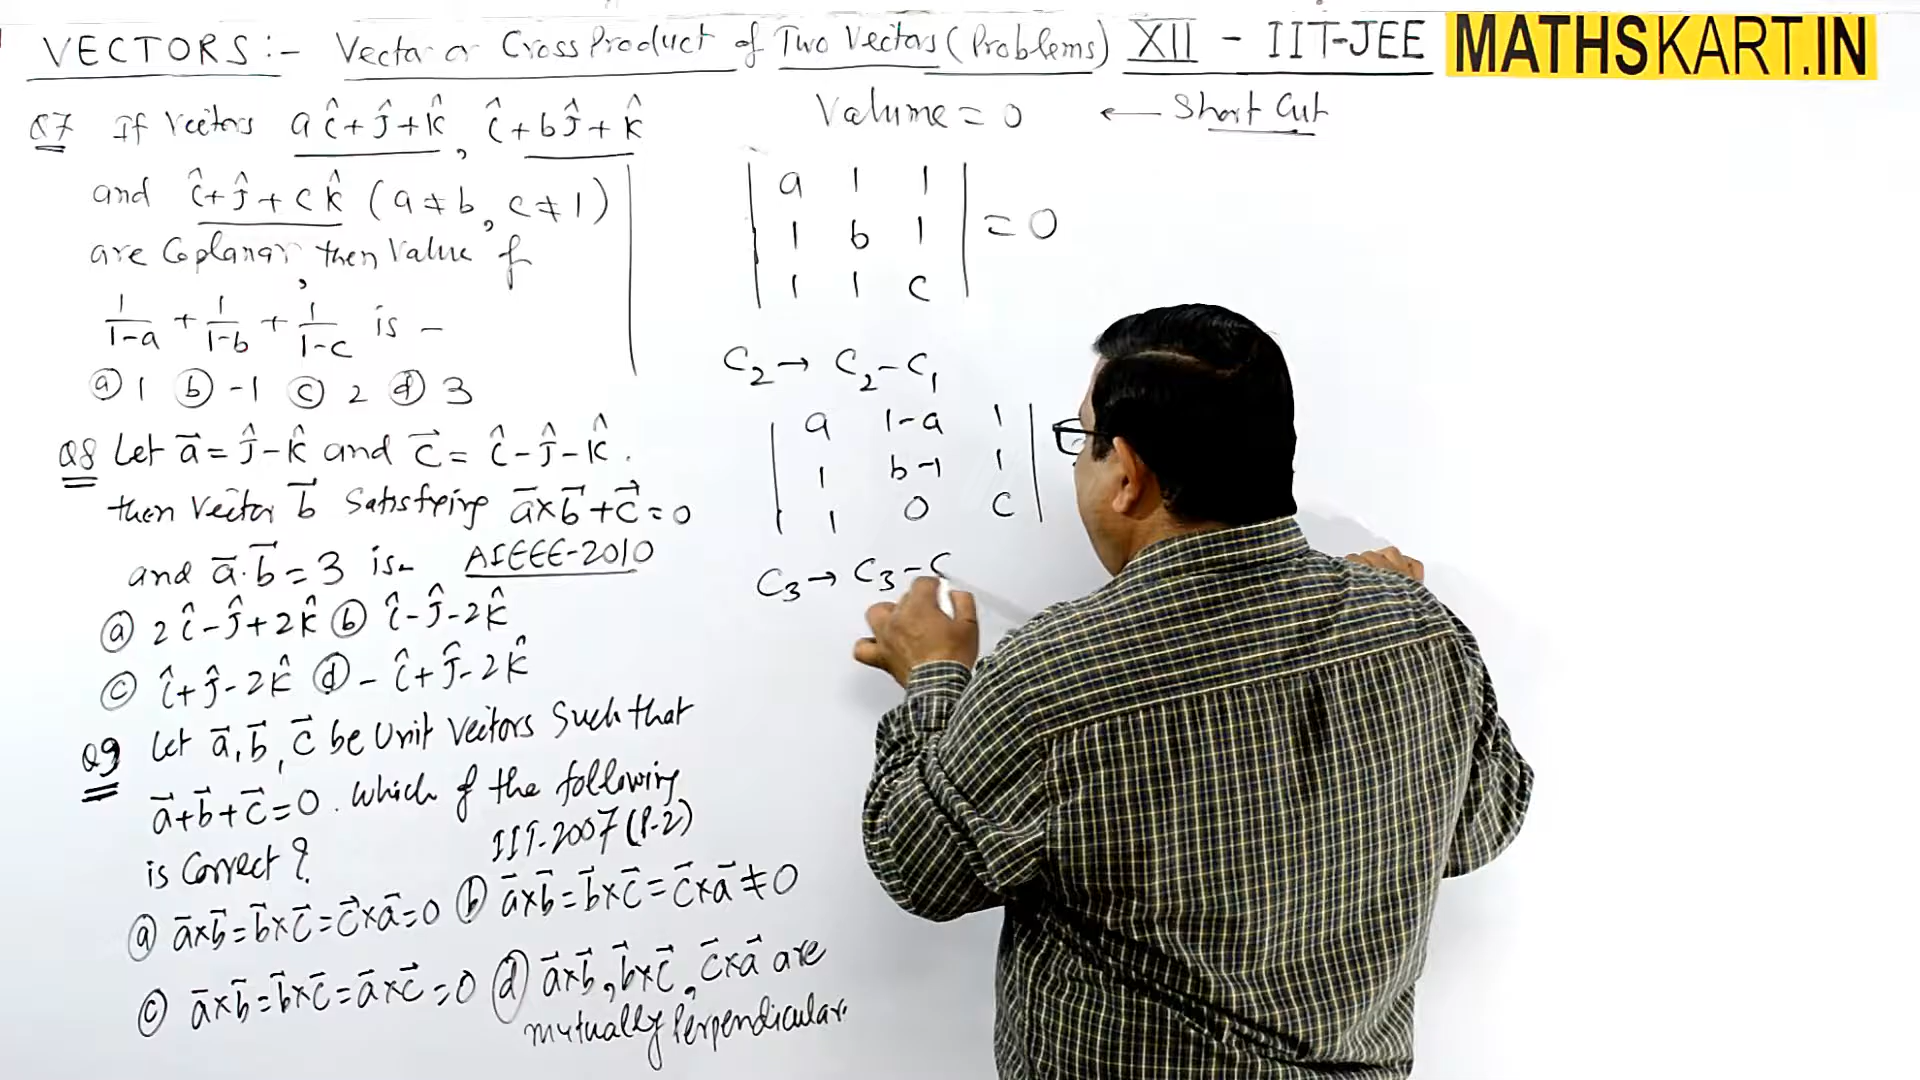 VECTORS :- Vector or Cross Product of Two Vectors (Problems) XII - IIT-JEE MATHSKART.IN
Q7 If Vectors aî+ĵ+k̂, î+bĵ+k̂
and î+ĵ+ck̂ (a≠b, c≠1)
are Coplanar, then Value of
1/(1-a) + 1/(1-b) + 1/(1-c) is -
(a) 1 (b) -1 (c) 2 (d) 3
Q8 Let a⃗ = ĵ-k̂ and c⃗ = î-ĵ-k̂.
then Vector b⃗ Satisfying a⃗×b⃗+c⃗=0
and a⃗.b⃗=3 is- AIEEE-2010
(a) 2î-ĵ+2k̂ (b) î-ĵ-2k̂
(c) î+ĵ-2k̂ (d) -î+ĵ-2k̂
Q9 Let a⃗, b⃗, c⃗ be Unit Vectors Such that
a⃗+b⃗+c⃗=0. Which of the following
is Correct? IIT-2007 (P-2)
(a) a⃗×b⃗=b⃗×c⃗=c⃗×a⃗=0 (b) a⃗×b⃗=b⃗×c⃗=c⃗×a⃗≠0
(c) a⃗×b⃗=b⃗×c⃗=a⃗×c⃗=0 (d) a⃗×b⃗, b⃗×c⃗, c⃗×a⃗ are
mutually Perpendicular.
Volume = 0 ← Short Cut
| a 1 1 |
| 1 b 1 | = 0
| 1 1 c |
C₂ → C₂-C₁
| a 1-a 1 |
| 1 b-1 1 |
| 1 0 c |
C₃ → C₃-C